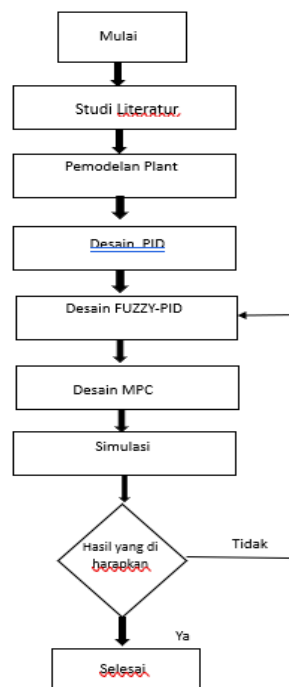 Mulai
Studi Literatur
Pemodelan Plant
Desain PID
Desain FUZZY-PID
Desain MPC
Simulasi
Hasil yang di
harapkan
Tidak
Ya
Selesai